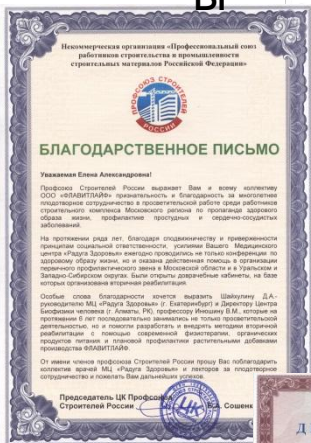 Некоммерческая организация «Профессиональный союз
работников строительства и промышленности
строительных материалов Российской Федерации»
ПРОФСОЮЗ СТРОИТЕЛЕЙ
РОССИИ
БЛАГОДАРСТВЕННОЕ ПИСЬМО
Уважаемая Елена Александровна!
Профсоюз Строителей России выражает Вам и всему коллективу
ООО «ФЛАВИТЛАЙФ» признательность и благодарность за многолетнее
плодотворное сотрудничество в просветительской работе среди работников
строительного комплекса Московского региона по пропаганде здорового
образа жизни, профилактике простудных и сердечно-сосудистых
заболеваний.
На протяжении ряда лет, благодаря сподвижничеству и приверженности
принципам социальной ответственности, усилиями Вашего Медицинского
центра «Радуга Здоровья» ежегодно проводились не только конференции по
здоровому образу жизни, но и оказана действенная помощь в организации
первичного профилактического звена в Московской области и в Уральском и
Западно-Сибирском округах. Были открыты доврачебные кабинеты, на базе
которых организована вторичная реабилитация.
Особые слова благодарности хочется выразить Шайхулину Д.А.-
руководителю МЦ «Радуга Здоровья» (г. Екатеринбург) и Директору Центра
Биофизики человека (г. Алматы, РК), профессору Инюшину В.М., которые на
протяжении 6 лет последовательно занимались не только просветительской
деятельностью, но и помогли разработать и внедрить методики вторичной
реабилитации с помощью современной физиотерапии, органических
продуктов питания и плановой профилактики растительными добавками
производства ФЛАВИТЛАЙФ.
От имени членов профсоюза Строителей России прошу Вас поблагодарить
коллектив врачей МЦ «Радуга Здоровья» и лекторов за плодотворное
сотрудничество и пожелать Вам дальнейших успехов.
Председатель ЦК Профсоюза
Строителей России
Б.А. Сошенко
Д